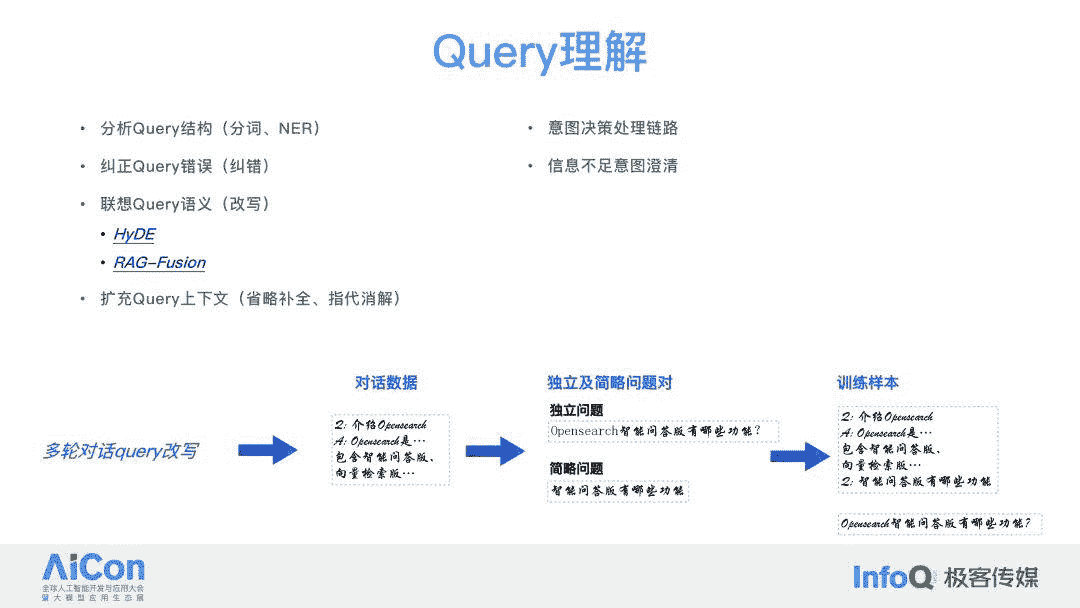 Query理解
• 分析Query结构（分词、NER）
• 纠正Query错误（纠错）
• 联想Query语义（改写）
• HyDE
• RAG-Fusion
• 扩充Query上下文（省略补全、指代消解）
• 意图决策处理链路
• 信息不足意图澄清
多轮对话query改写
对话数据
Q: 介绍Opensearch
A: Opensearch是…
包含智能问答版、
向量检索版…
独立及简略问题对
独立问题
Opensearch智能问答版有哪些功能？
简略问题
智能问答版有哪些功能
训练样本
Q: 介绍Opensearch
A: Opensearch是…
包含智能问答版、
向量检索版…
Q: 智能问答版有哪些功能
Opensearch智能问答版有哪些功能？
AiCon
全球人工智能开发与应用大会
暨大模型应用生态展
InfoQ 极客传媒